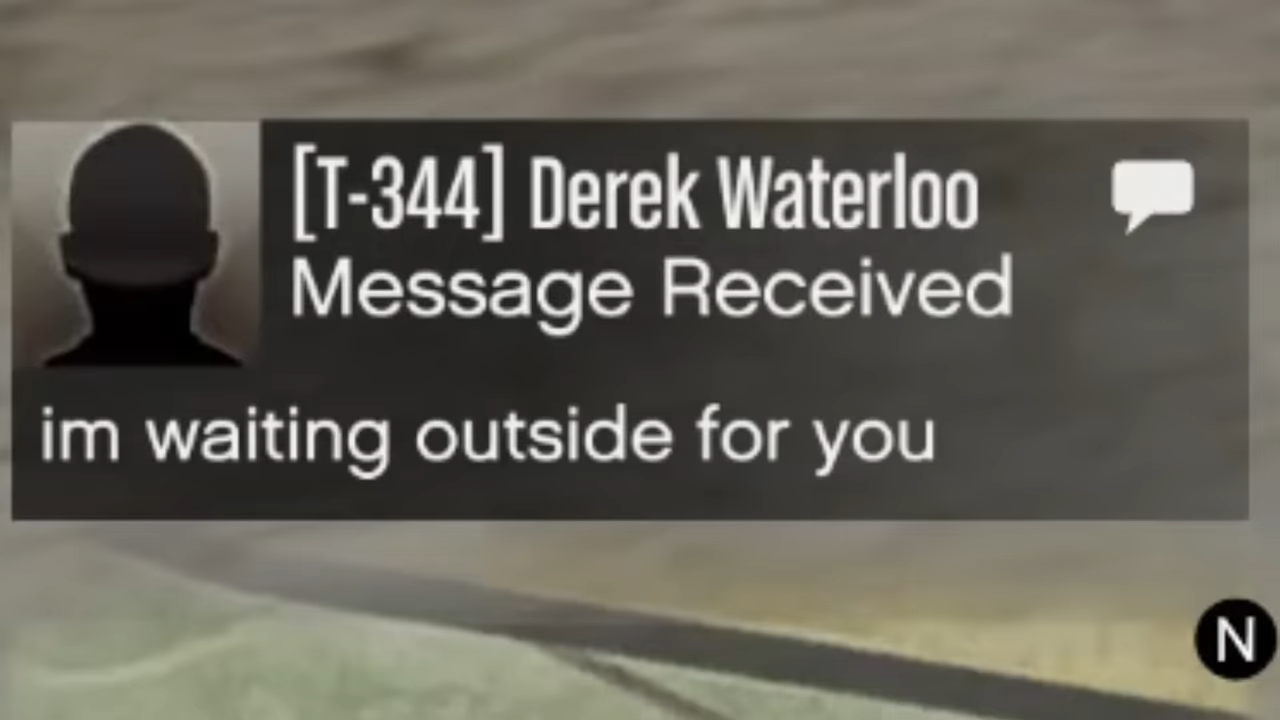 [T-344] Derek Waterloo
Message Received
im waiting outside for you
N